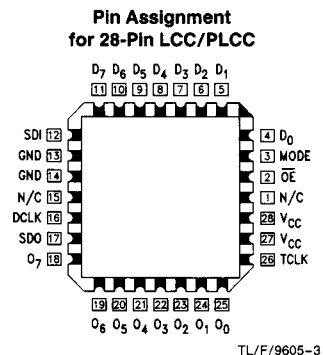 Pin Assignment
for 28-Pin LCC/PLCC
D7 D6 D5 D4 D3 D2 D1
11 10 9 8 7 6 5
SDI 12
GND 13
GND 14
N/C 15
DCLK 16
SDO 17
O7 18
4 D0
3 MODE
2 O̅E̅
1 N/C
28 VCC
27 VCC
26 TCLK
19 20 21 22 23 24 25
O6 O5 O4 O3 O2 O1 O0
TL/F/9605-3